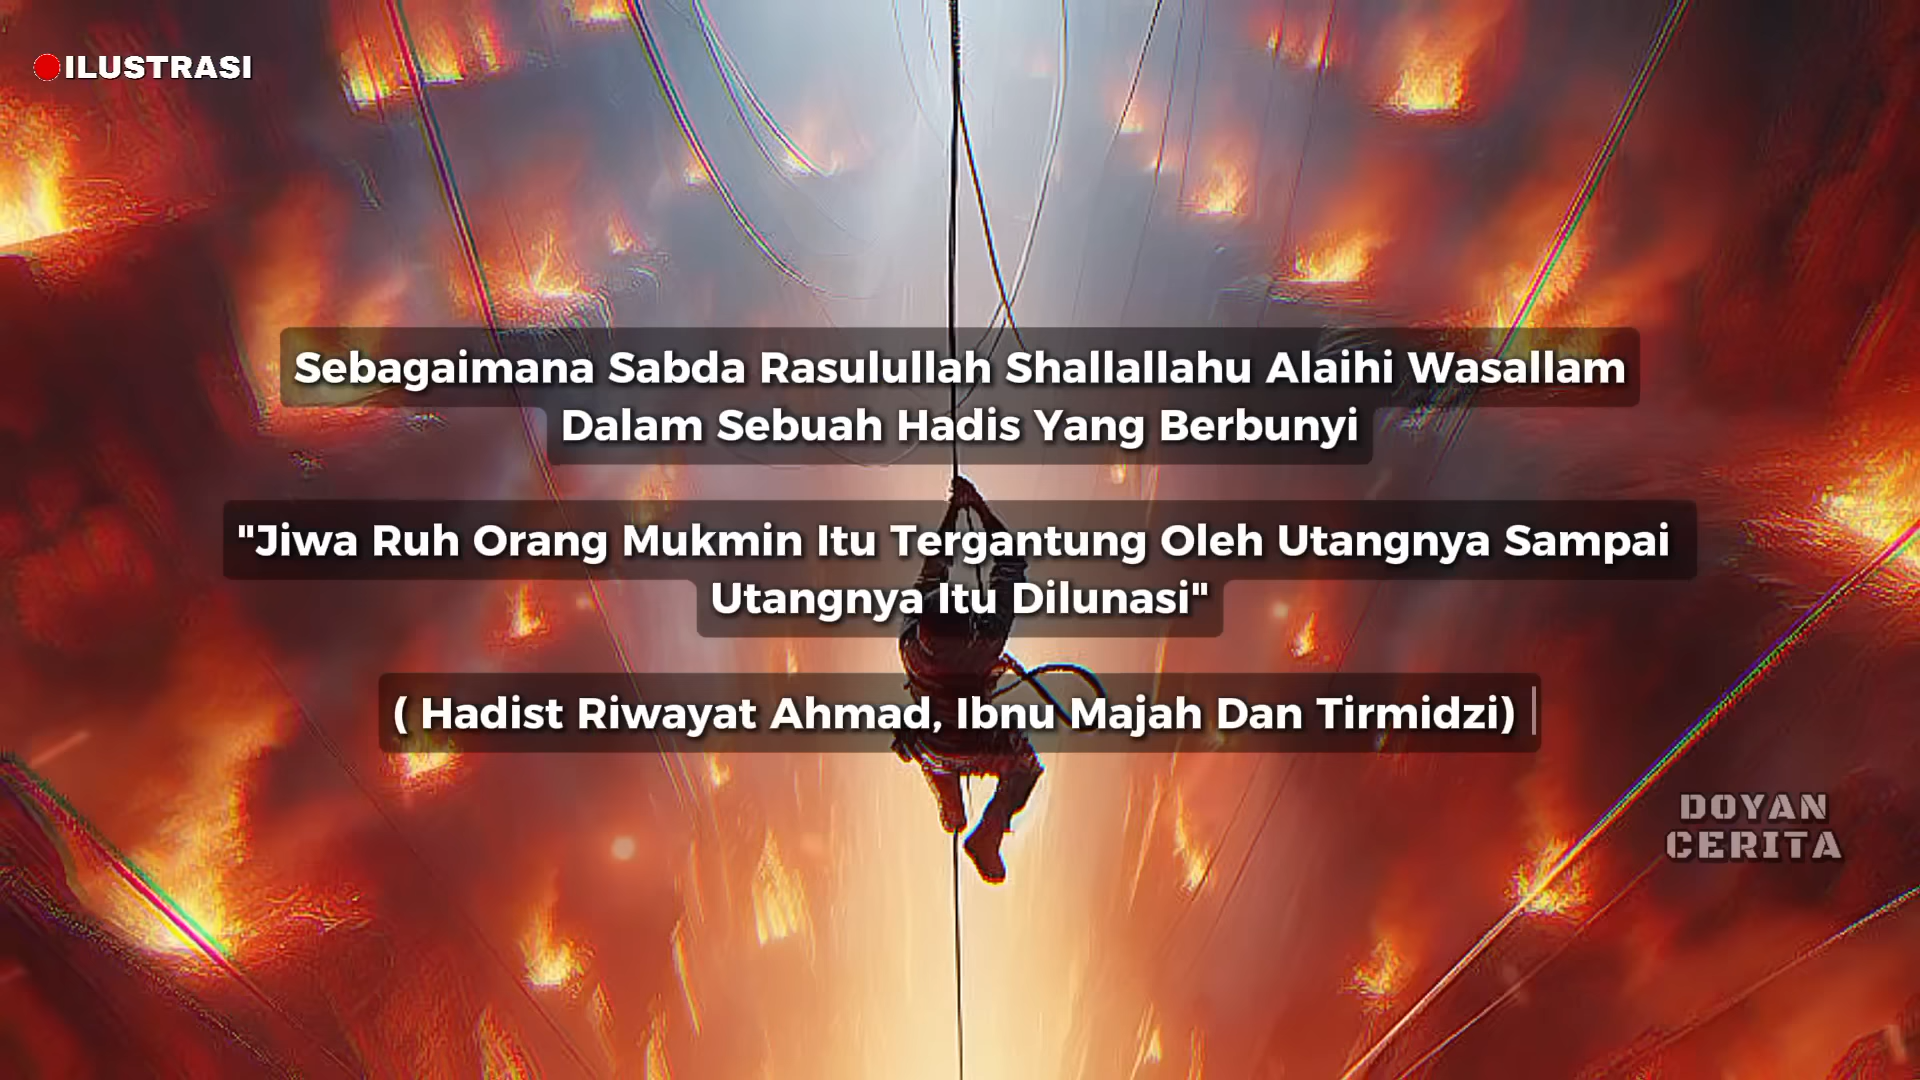 ILUSTRASI
Sebagaimana Sabda Rasulullah Shallallahu Alaihi Wasallam
Dalam Sebuah Hadis Yang Berbunyi
"Jiwa Ruh Orang Mukmin Itu Tergantung Oleh Utangnya Sampai
Utangnya Itu Dilunasi"
( Hadist Riwayat Ahmad, Ibnu Majah Dan Tirmidzi)
DOYAN
CERITA